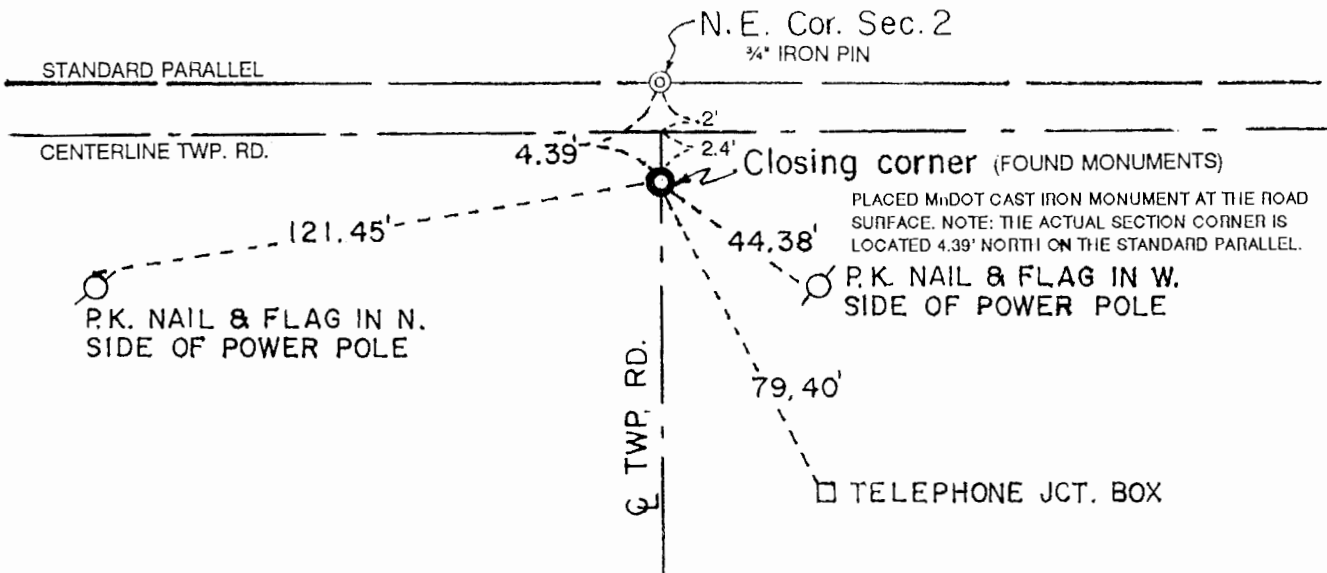 N.E. Cor. Sec. 2
¾" IRON PIN
STANDARD PARALLEL
CENTERLINE TWP. RD.
2'
4.39'
2.4'
Closing corner (FOUND MONUMENTS)
PLACED MnDOT CAST IRON MONUMENT AT THE ROAD
SURFACE. NOTE: THE ACTUAL SECTION CORNER IS
LOCATED 4.39' NORTH ON THE STANDARD PARALLEL.
121.45'
44.38'
P.K. NAIL & FLAG IN W.
SIDE OF POWER POLE
P.K. NAIL & FLAG IN N.
SIDE OF POWER POLE
℄ TWP. RD.
79.40'
TELEPHONE JCT. BOX